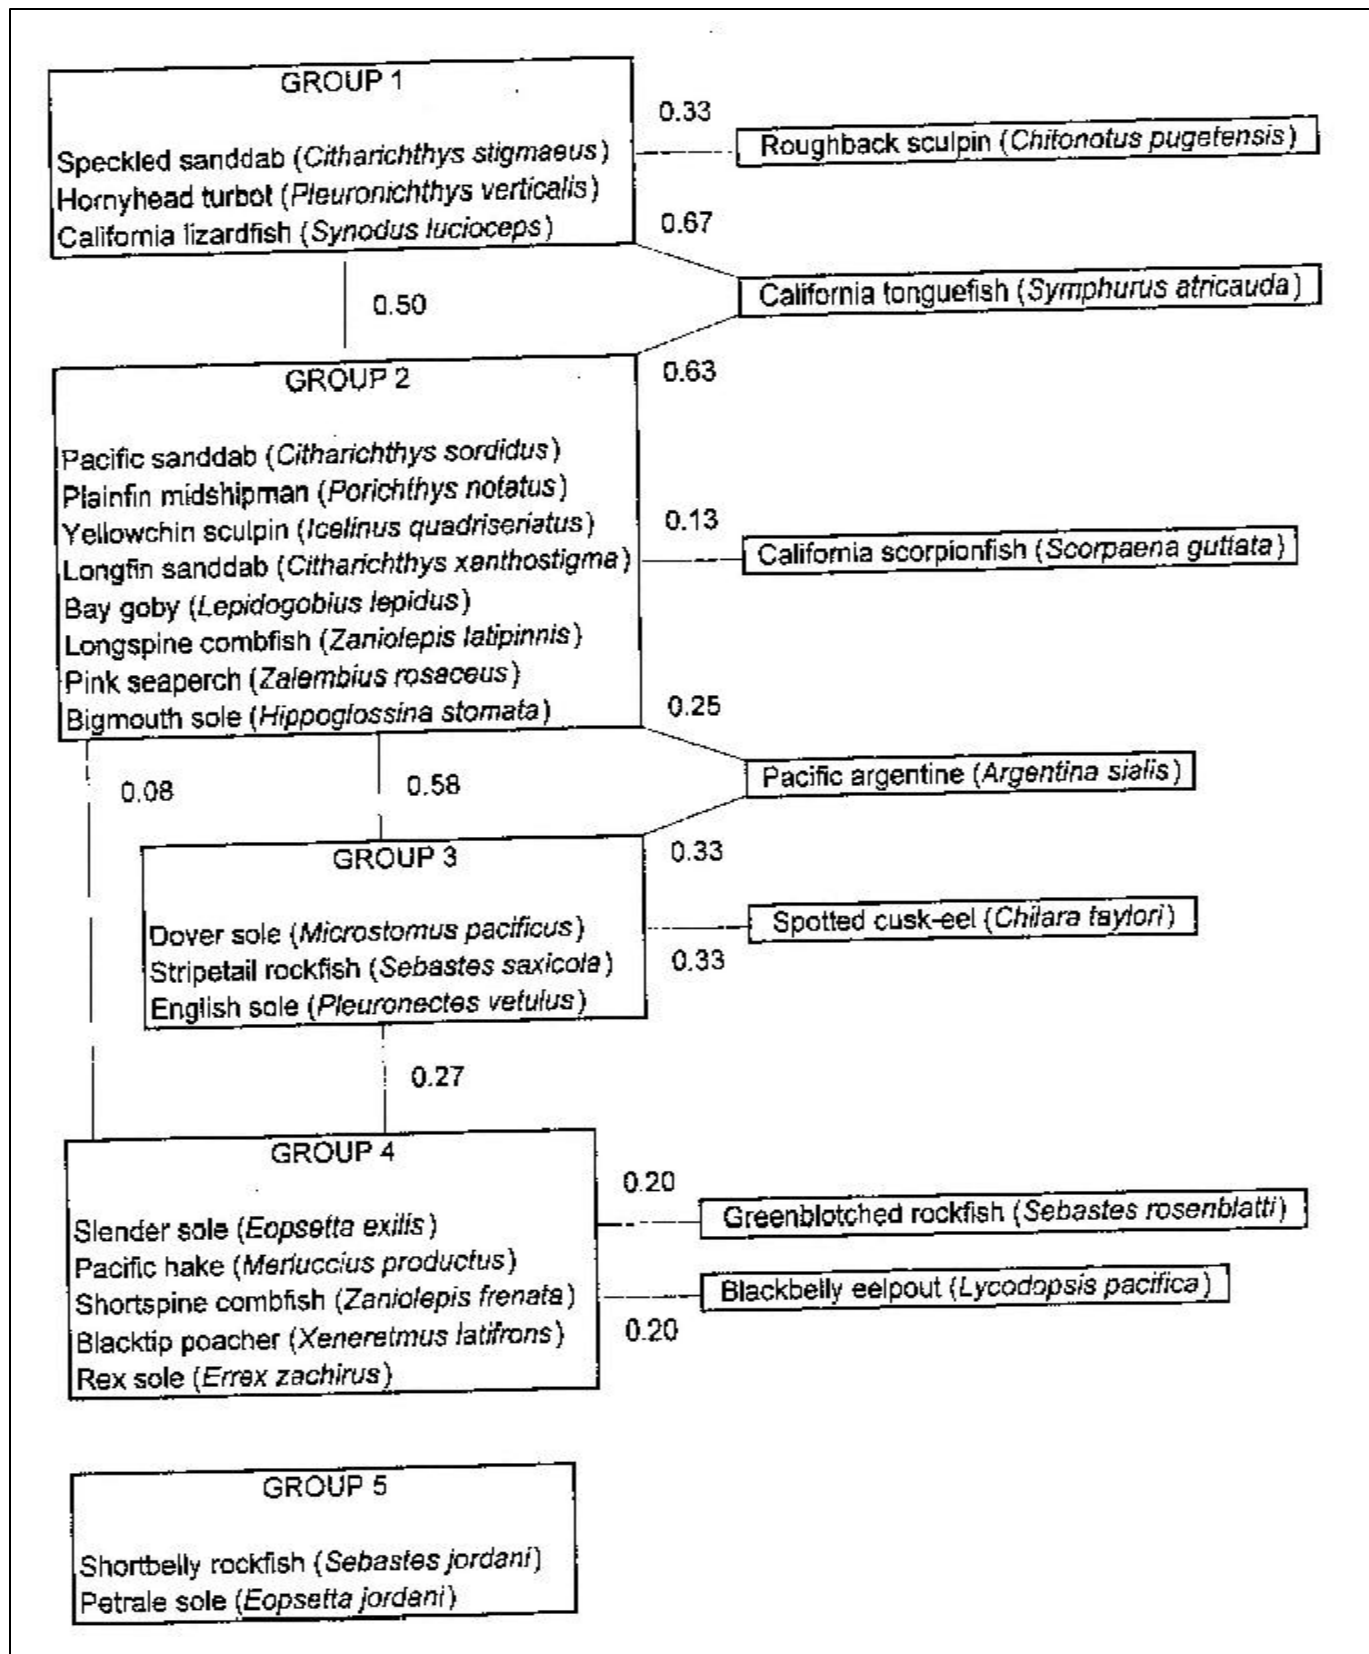 GROUP 1
Speckled sanddab (Citharichthys stigmaeus)
Hornyhead turbot (Pleuronichthys verticalis)
California lizardfish (Synodus lucioceps)
0.33
Roughback sculpin (Chitonotus pugetensis)
0.67
California tonguefish (Symphurus atricauda)
0.50
0.63
GROUP 2
Pacific sanddab (Citharichthys sordidus)
Plainfin midshipman (Porichthys notatus)
Yellowchin sculpin (Icelinus quadriseriatus)
Longfin sanddab (Citharichthys xanthostigma)
Bay goby (Lepidogobius lepidus)
Longspine combfish (Zaniolepis latipinnis)
Pink seaperch (Zalembius rosaceus)
Bigmouth sole (Hippoglossina stomata)
0.13
California scorpionfish (Scorpaena guttata)
0.25
Pacific argentine (Argentina sialis)
0.08
0.58
0.33
GROUP 3
Dover sole (Microstomus pacificus)
Stripetail rockfish (Sebastes saxicola)
English sole (Pleuronectes vetulus)
Spotted cusk-eel (Chilara taylori)
0.33
0.27
GROUP 4
Slender sole (Eopsetta exilis)
Pacific hake (Merluccius productus)
Shortspine combfish (Zaniolepis frenata)
Blacktip poacher (Xeneretmus latifrons)
Rex sole (Errex zachirus)
0.20
Greenblotched rockfish (Sebastes rosenblatti)
Blackbelly eelpout (Lycodopsis pacifica)
0.20
GROUP 5
Shortbelly rockfish (Sebastes jordani)
Petrale sole (Eopsetta jordani)